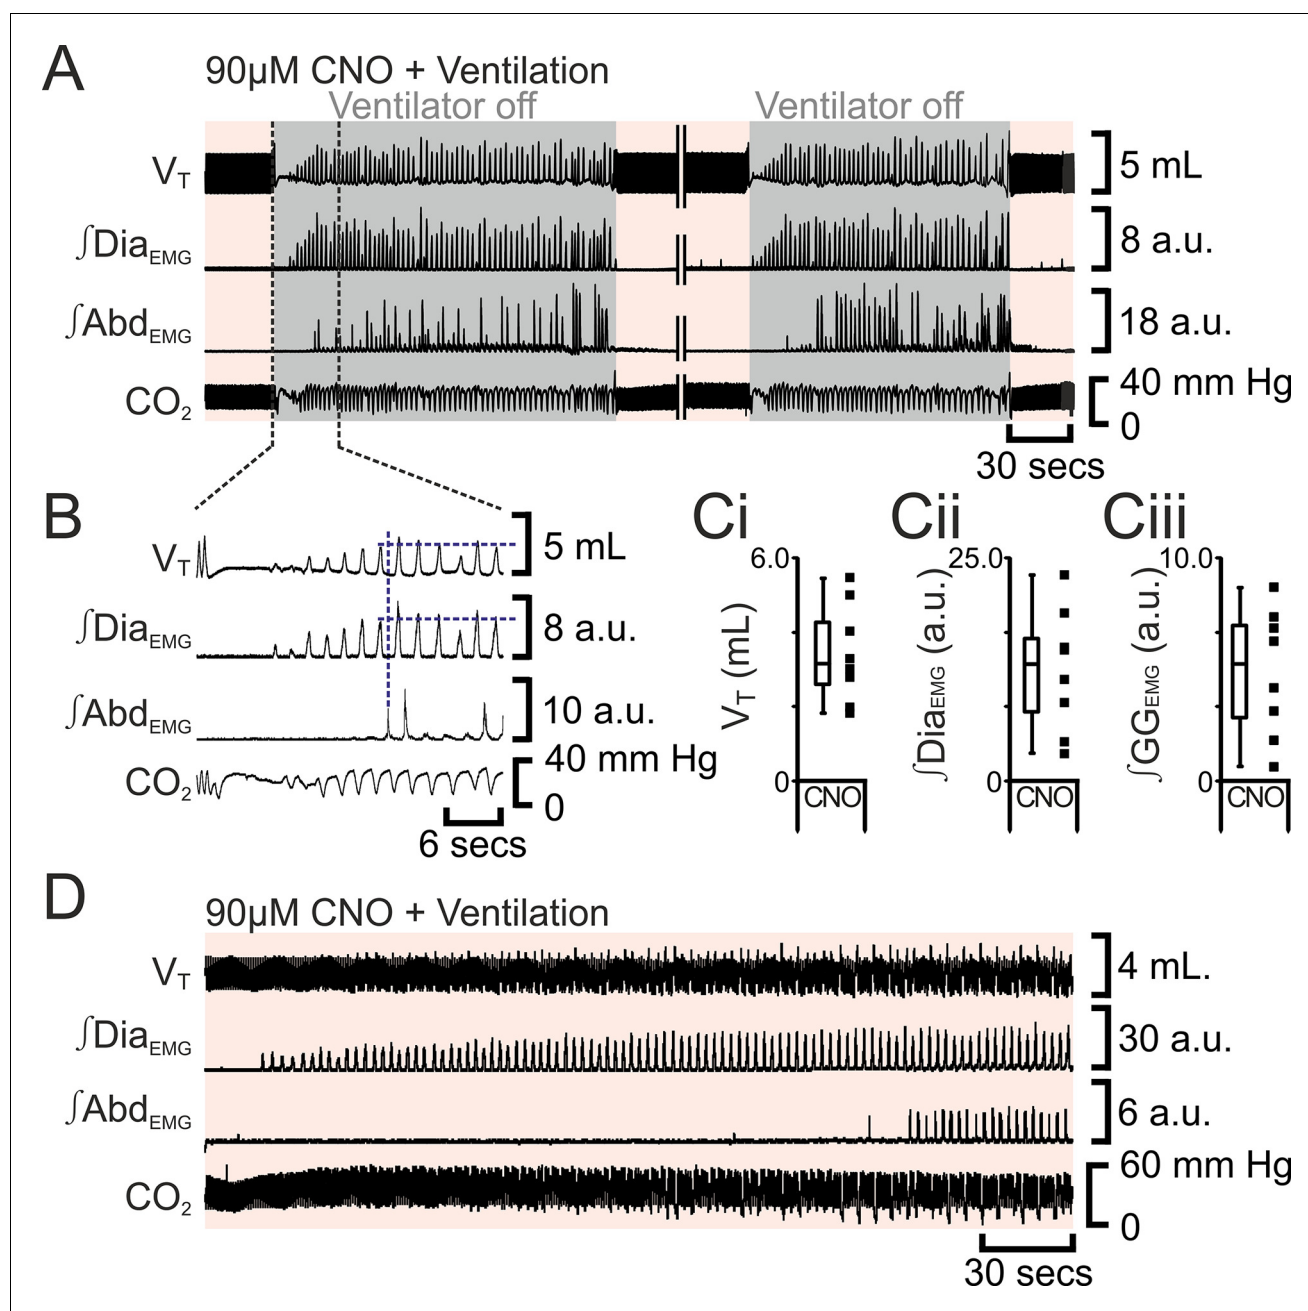 A
90µM CNO + Ventilation
Ventilator off Ventilator off
VT 5 mL
∫DiaEMG 8 a.u.
∫AbdEMG 18 a.u.
CO2 40 mm Hg
0
30 secs
B
VT 5 mL
∫DiaEMG 8 a.u.
∫AbdEMG 10 a.u.
CO2 40 mm Hg
0
6 secs
Ci
6.0
VT (mL)
0
CNO
Cii
25.0
∫DiaEMG (a.u.)
0
CNO
Ciii
10.0
∫GGEMG (a.u.)
0
CNO
D
90µM CNO + Ventilation
VT 4 mL.
∫DiaEMG 30 a.u.
∫AbdEMG 6 a.u.
CO2 60 mm Hg
0
30 secs